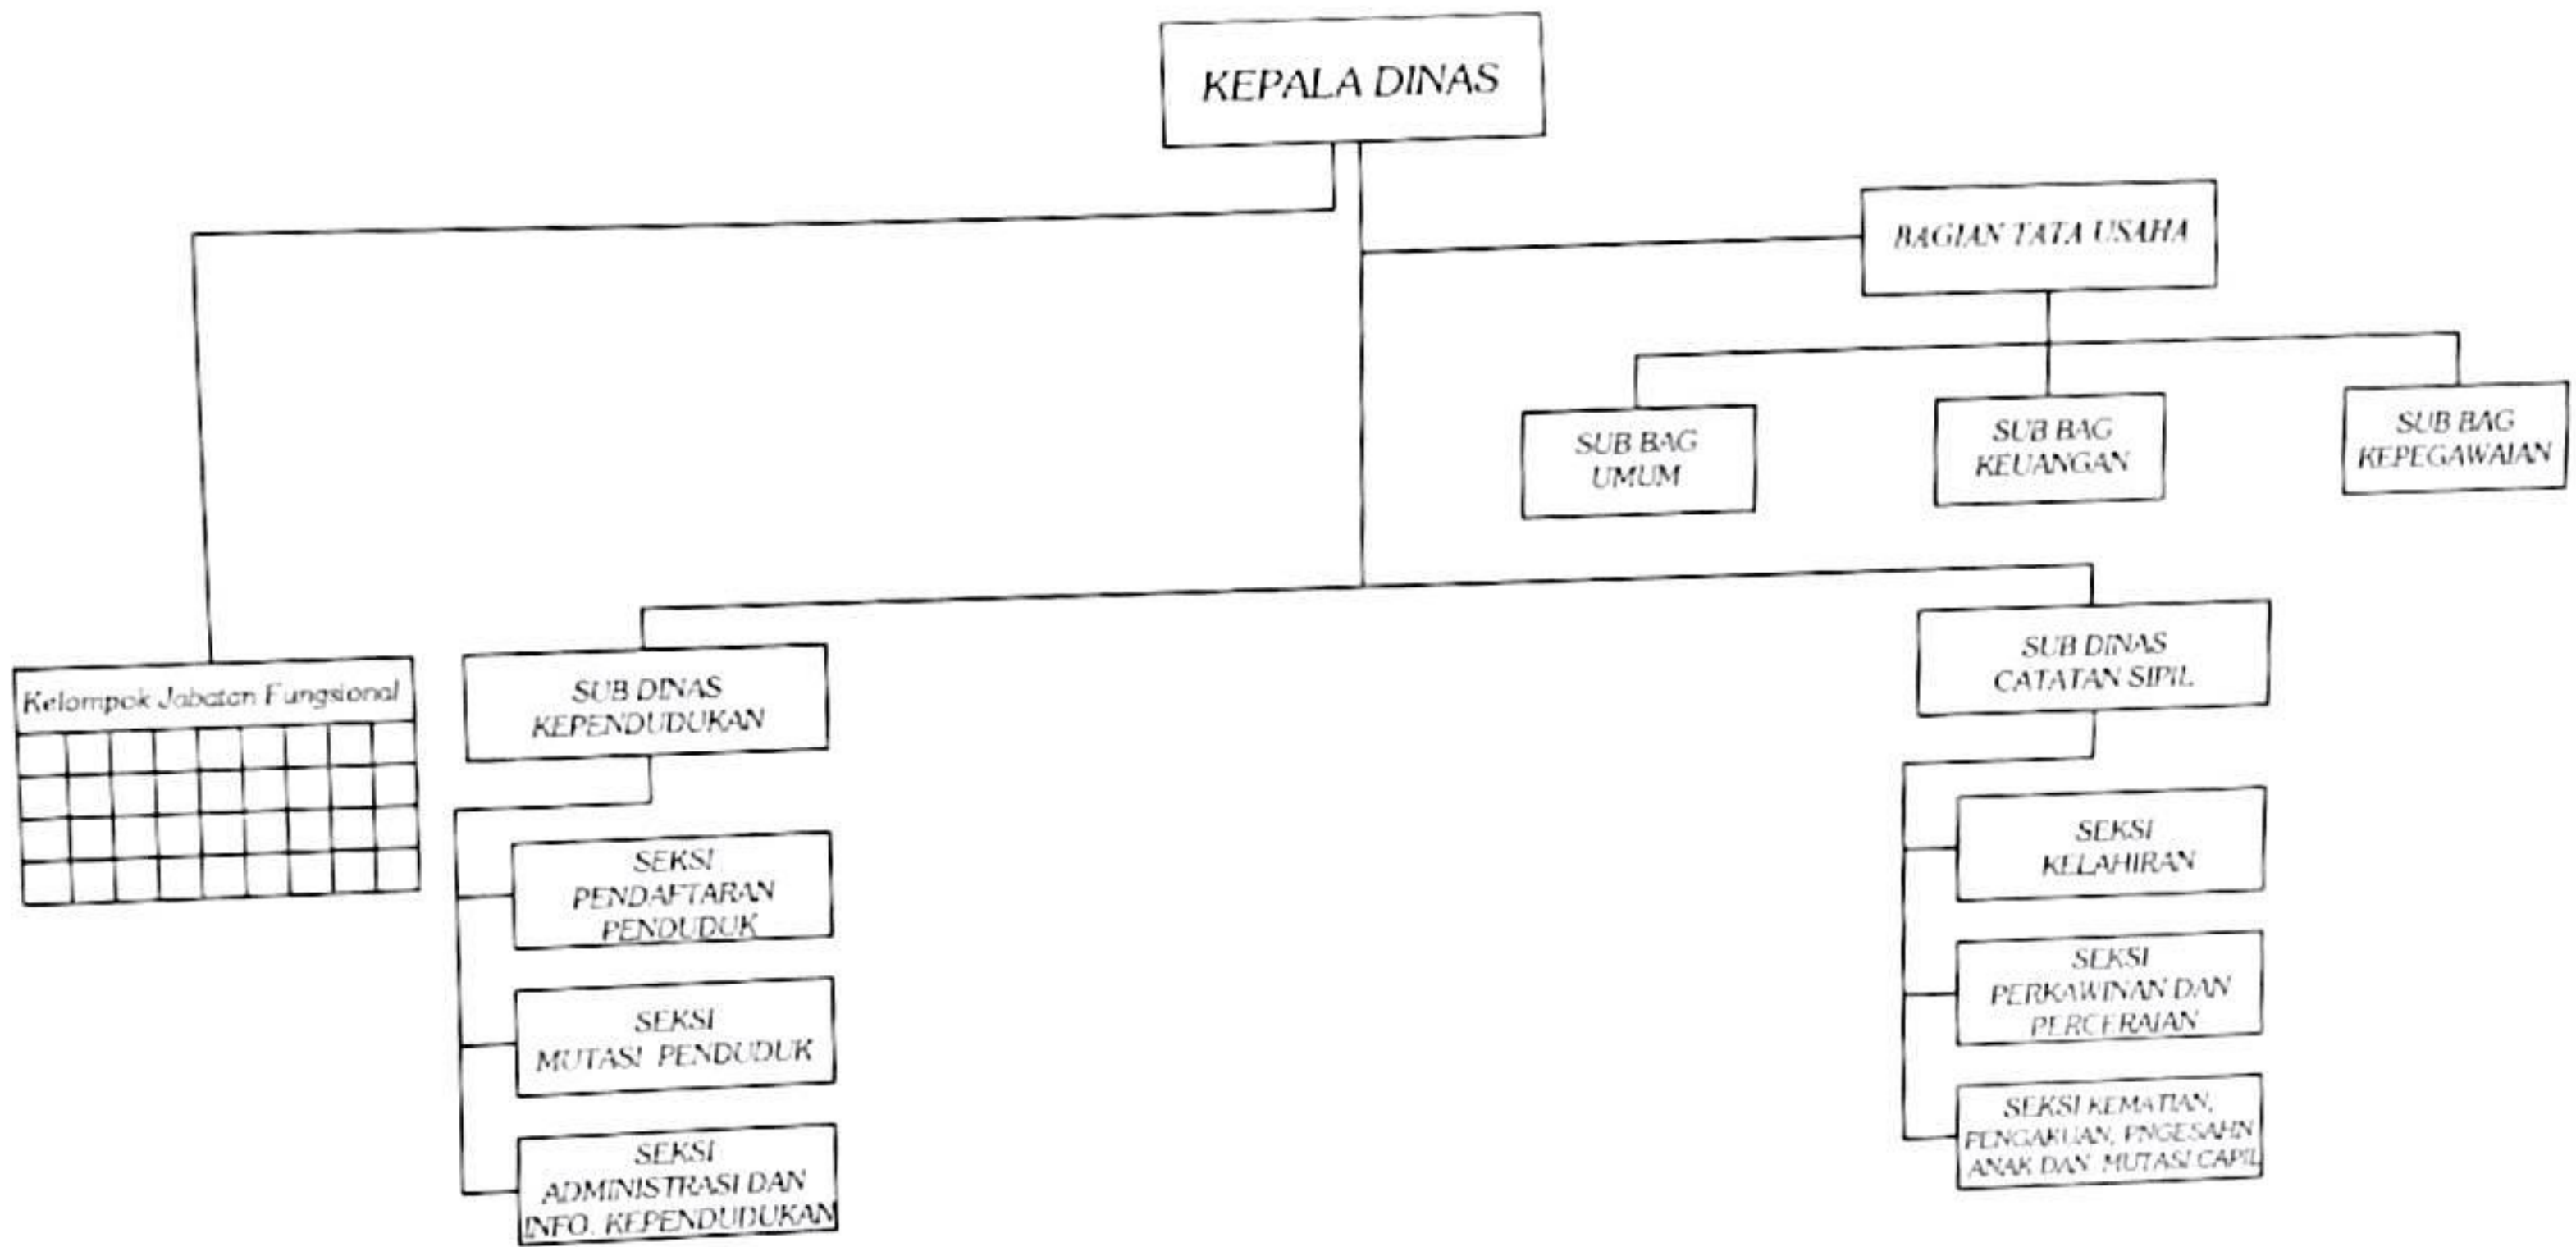 KEPALA DINAS
BAGIAN TATA USAHA
SUB BAG
UMUM
SUB BAG
KEUANGAN
SUB BAG
KEPEGAWAIAN
Kelompok Jabatan Fungsional
SUB DINAS
KEPENDUDUKAN
SEKSI
PENDAFTARAN
PENDUDUK
SEKSI
MUTASI PENDUDUK
SEKSI
ADMINISTRASI DAN
INFO. KEPENDUDUKAN
SUB DINAS
CATATAN SIPIL
SEKSI
KELAHIRAN
SEKSI
PERKAWINAN DAN
PERCERAIAN
SEKSI KEMATIAN,
PENGAKUAN, PNGESAHN
ANAK DAN MUTASI CAPIL